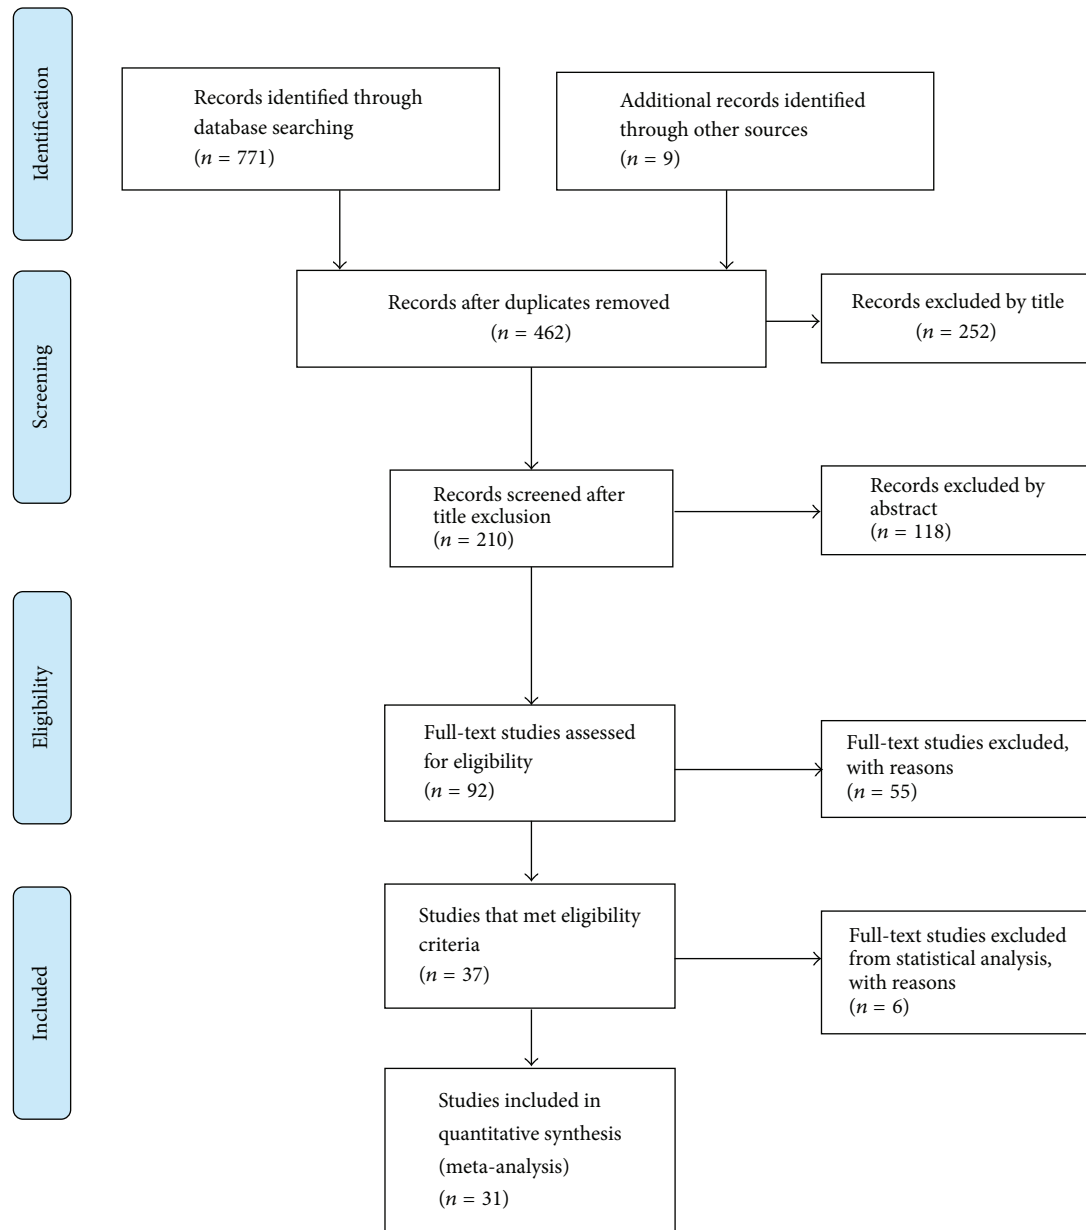 Identification
Records identified through
database searching
(n = 771)
Additional records identified
through other sources
(n = 9)
Screening
Records after duplicates removed
(n = 462)
Records excluded by title
(n = 252)
Records screened after
title exclusion
(n = 210)
Records excluded by
abstract
(n = 118)
Eligibility
Full-text studies assessed
for eligibility
(n = 92)
Full-text studies excluded,
with reasons
(n = 55)
Included
Studies that met eligibility
criteria
(n = 37)
Full-text studies excluded
from statistical analysis,
with reasons
(n = 6)
Studies included in
quantitative synthesis
(meta-analysis)
(n = 31)